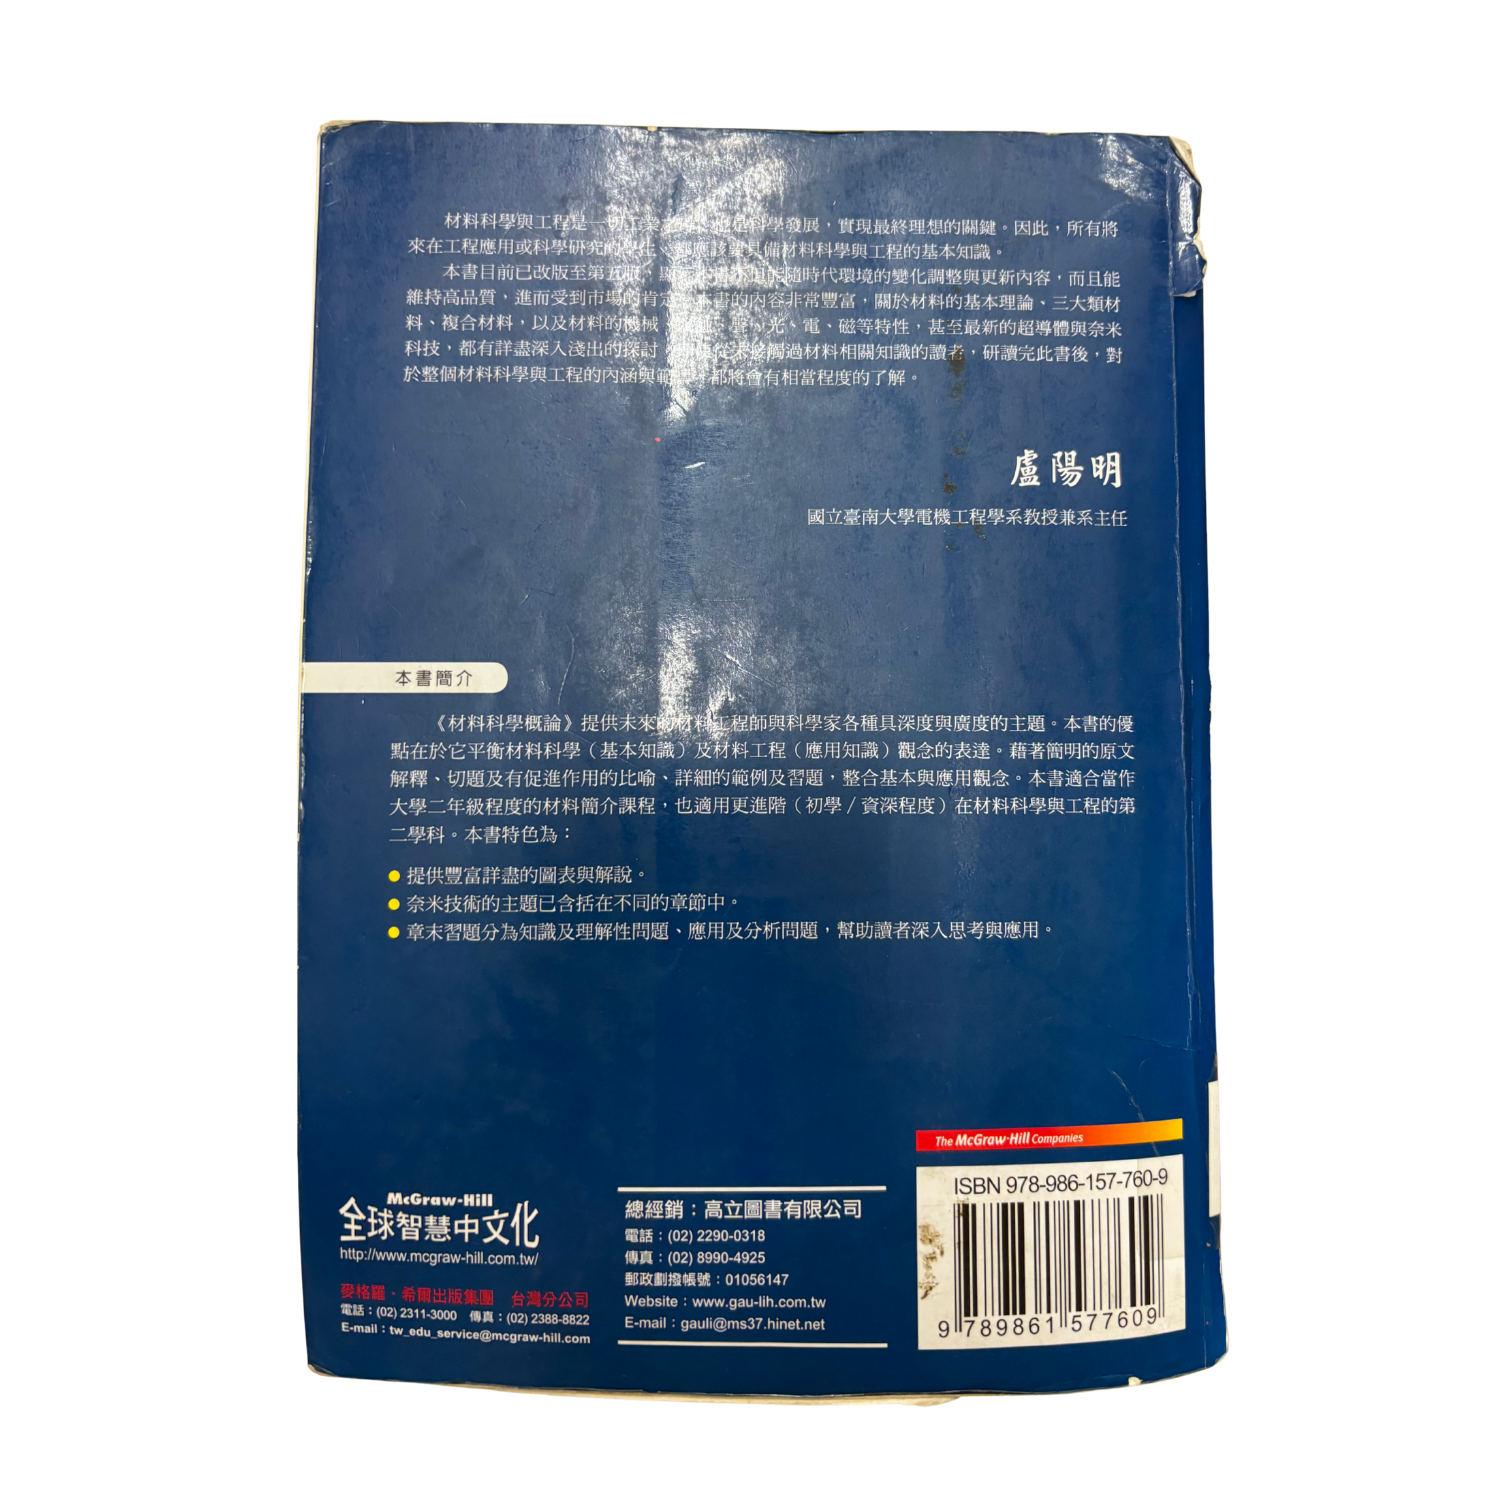 材料科學與工程是一切工業 科學發展，實現最終理想的關鍵。因此，所有將
來在工程應用或科學研究的學生，都應該要具備材料科學與工程的基本知識。
本書目前已改版至第五版，顯 隨時代環境的變化調整與更新內容，而且能
維持高品質，進而受到市場的肯定。本書的內容非常豐富，關於材料的基本理論、三大類材
料、複合材料，以及材料的機械、 聲、光、電、磁等特性，甚至最新的超導體與奈米
科技，都有詳盡深入淺出的探討。 從未接觸過材料相關知識的讀者，研讀完此書後，對
於整個材料科學與工程的內涵與範 都將會有相當程度的了解。
盧陽明
國立臺南大學電機工程學系教授兼系主任
本書簡介
《材料科學概論》提供未來的材料工程師與科學家各種具深度與廣度的主題。本書的優
點在於它平衡材料科學（基本知識）及材料工程（應用知識）觀念的表達。藉著簡明的原文
解釋、切題及有促進作用的比喻、詳細的範例及習題，整合基本與應用觀念。本書適合當作
大學二年級程度的材料簡介課程，也適用更進階（初學／資深程度）在材料科學與工程的第
二學科。本書特色為：
● 提供豐富詳盡的圖表與解說。
● 奈米技術的主題已含括在不同的章節中。
● 章末習題分為知識及理解性問題、應用及分析問題，幫助讀者深入思考與應用。
The McGraw-Hill Companies
ISBN 978-986-157-760-9
9 789861 577609
McGraw-Hill
全球智慧中文化
http://www.mcgraw-hill.com.tw/
麥格羅·希爾出版集團 台灣分公司
電話：(02) 2311-3000 傳真：(02) 2388-8822
E-mail：tw_edu_service@mcgraw-hill.com
總經銷：高立圖書有限公司
電話：(02) 2290-0318
傳真：(02) 8990-4925
郵政劃撥帳號：01056147
Website：www.gau-lih.com.tw
E-mail：gauli@ms37.hinet.net